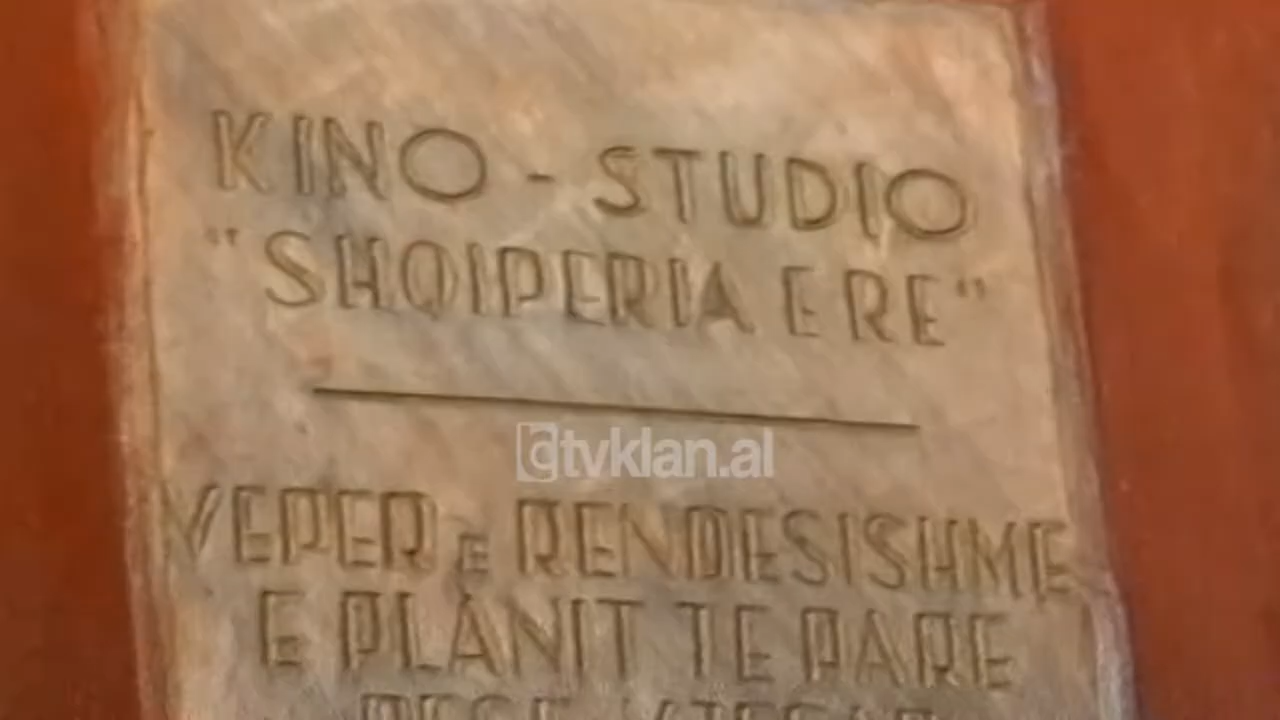 KINO - STUDIO
"SHQIPERIA E RE"
tvklan.al
VEPER E RENDESISHME
E PLANIT TE PARE